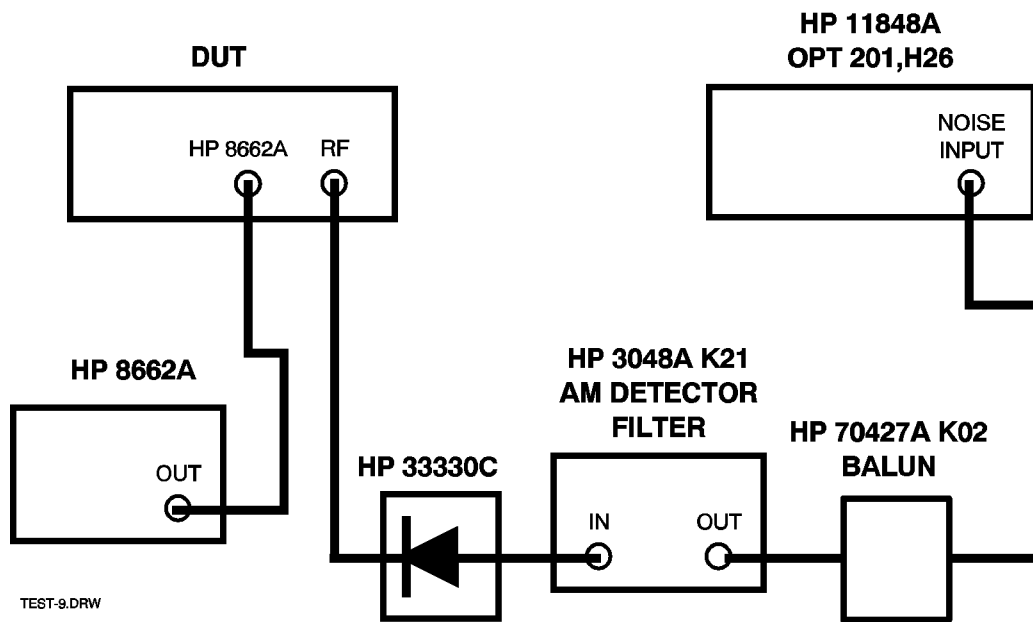 DUT
HP 8662A
RF
HP 11848A
OPT 201,H26
NOISE
INPUT
HP 8662A
OUT
HP 33330C
HP 3048A K21
AM DETECTOR
FILTER
IN
OUT
HP 70427A K02
BALUN
TEST-9.DRW